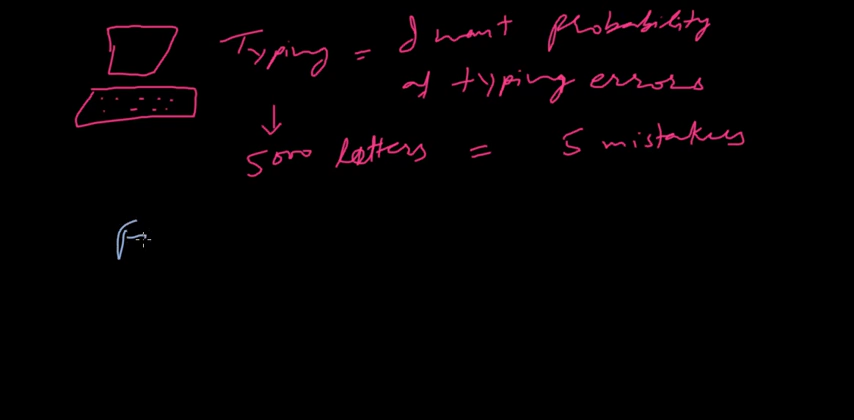 Typing = I want probability
of typing errors
↓
5000 letters = 5 mistakes